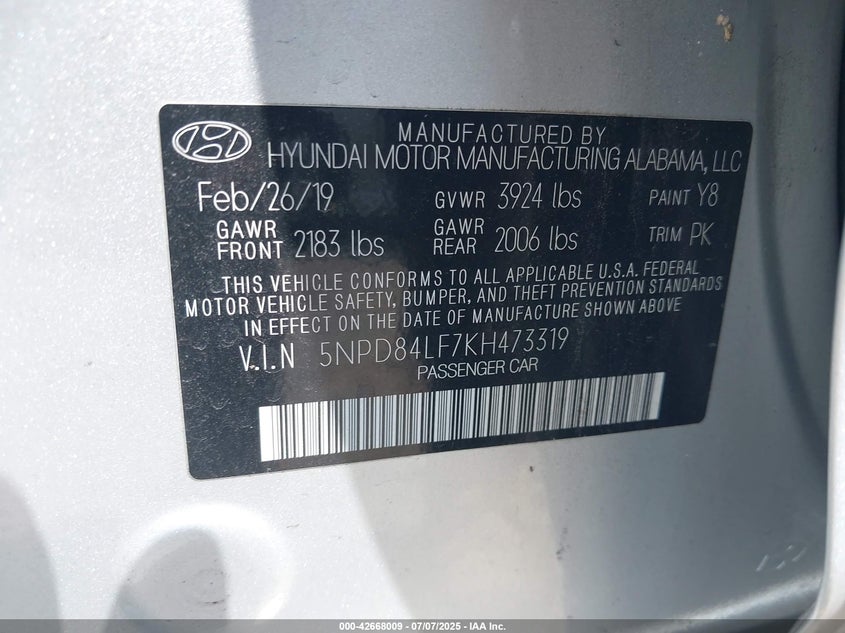 MANUFACTURED BY
HYUNDAI MOTOR MANUFACTURING ALABAMA, LLC
Feb/26/19 GVWR 3924 lbs PAINT Y8
GAWR FRONT 2183 lbs GAWR REAR 2006 lbs TRIM PK
THIS VEHICLE CONFORMS TO ALL APPLICABLE U.S.A. FEDERAL
MOTOR VEHICLE SAFETY, BUMPER, AND THEFT PREVENTION STANDARDS
IN EFFECT ON THE DATE OF MANUFACTURE SHOWN ABOVE
V.I.N 5NPD84LF7KH473319
PASSENGER CAR
000-42668009 - 07/07/2025 - IAA Inc.